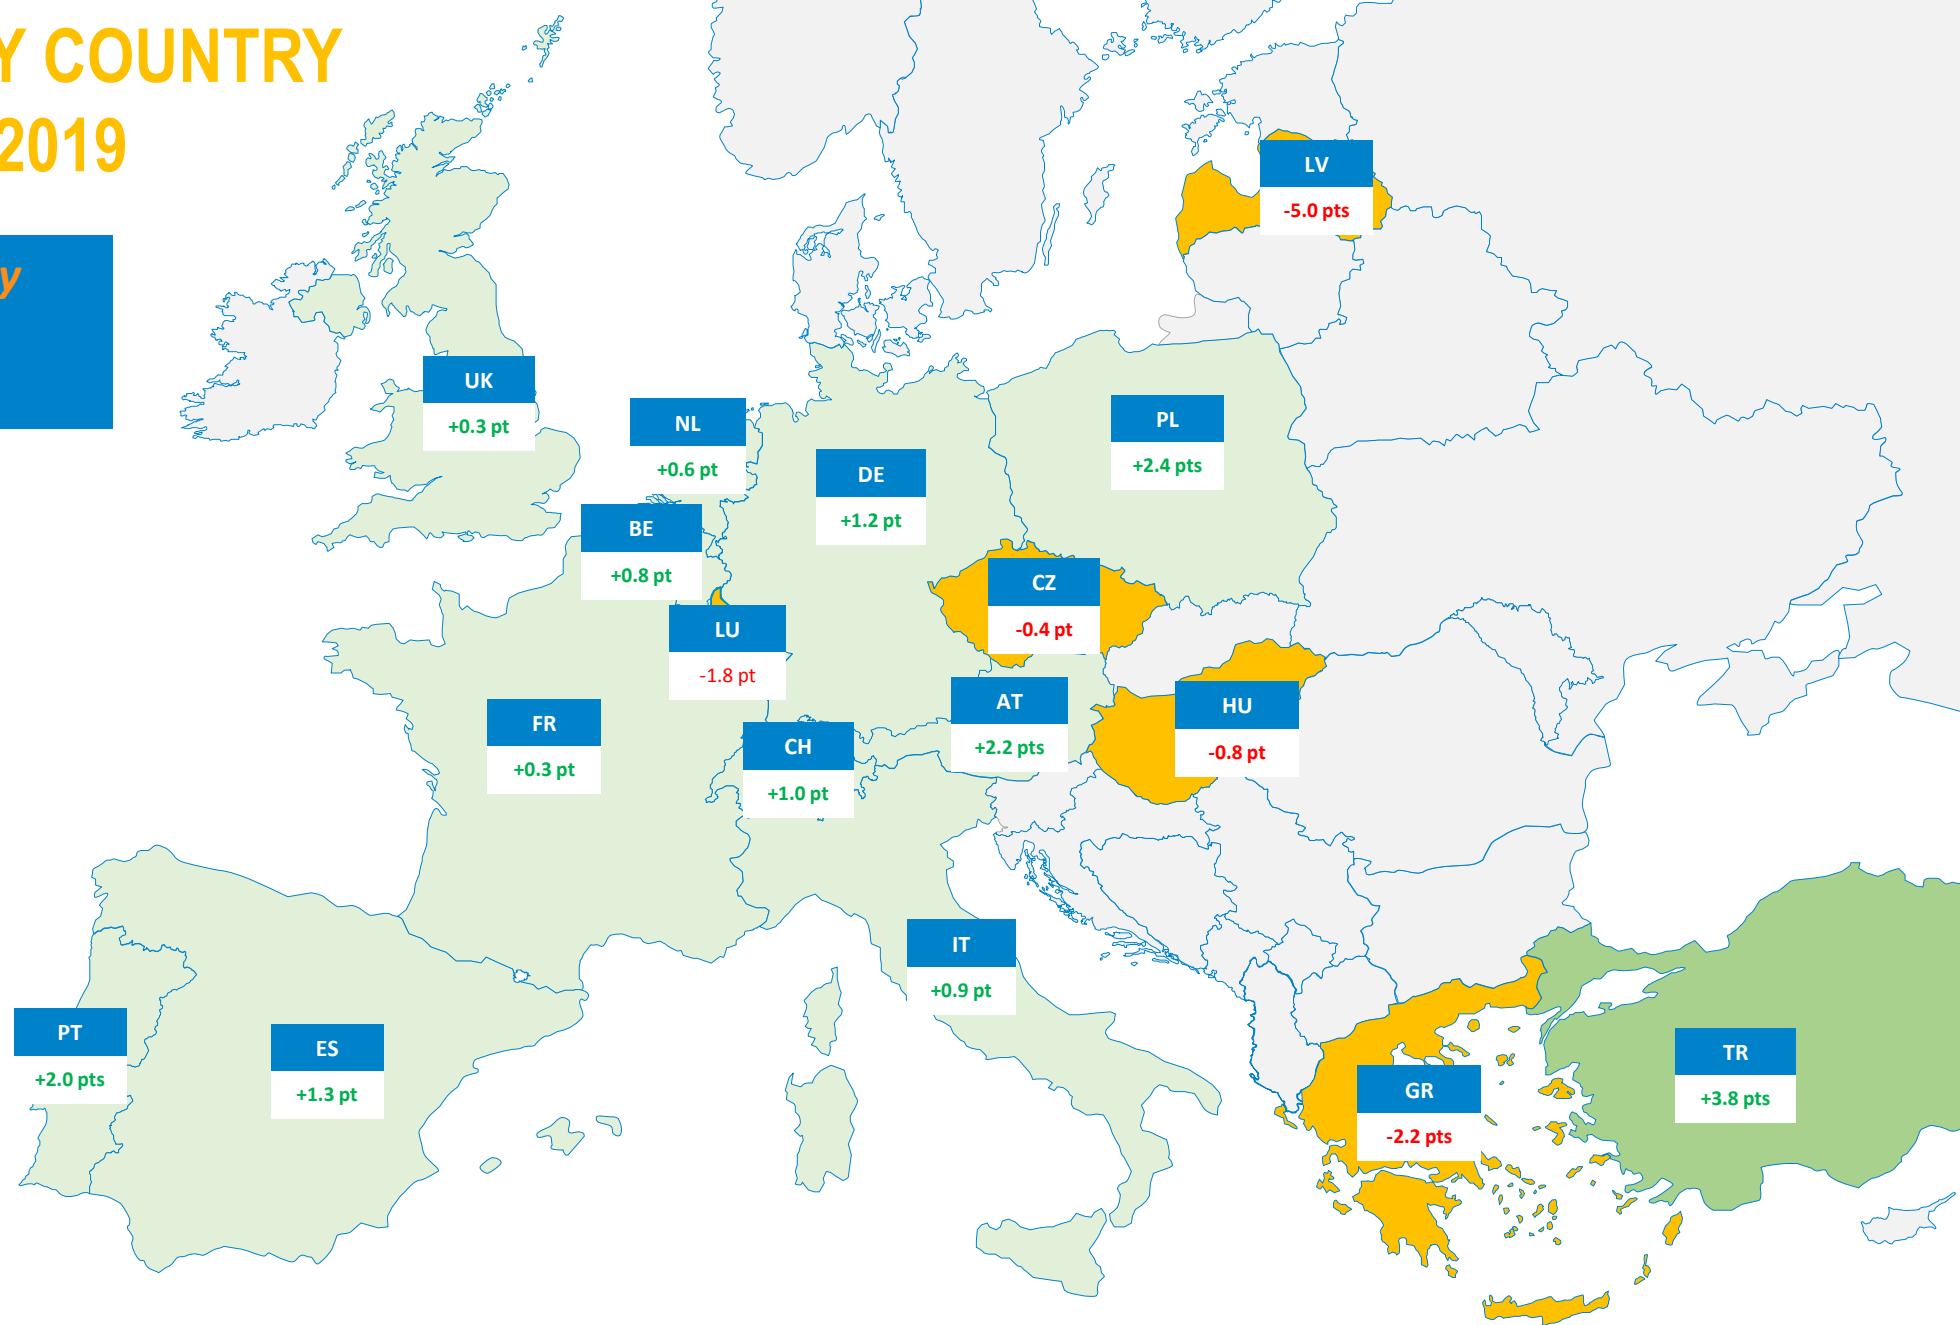 Y COUNTRY
2019
y
LV
-5.0 pts
UK
+0.3 pt
NL
+0.6 pt
PL
+2.4 pts
DE
+1.2 pt
BE
+0.8 pt
CZ
-0.4 pt
LU
-1.8 pt
AT
+2.2 pts
HU
-0.8 pt
FR
+0.3 pt
CH
+1.0 pt
IT
+0.9 pt
PT
+2.0 pts
ES
+1.3 pt
TR
+3.8 pts
GR
-2.2 pts